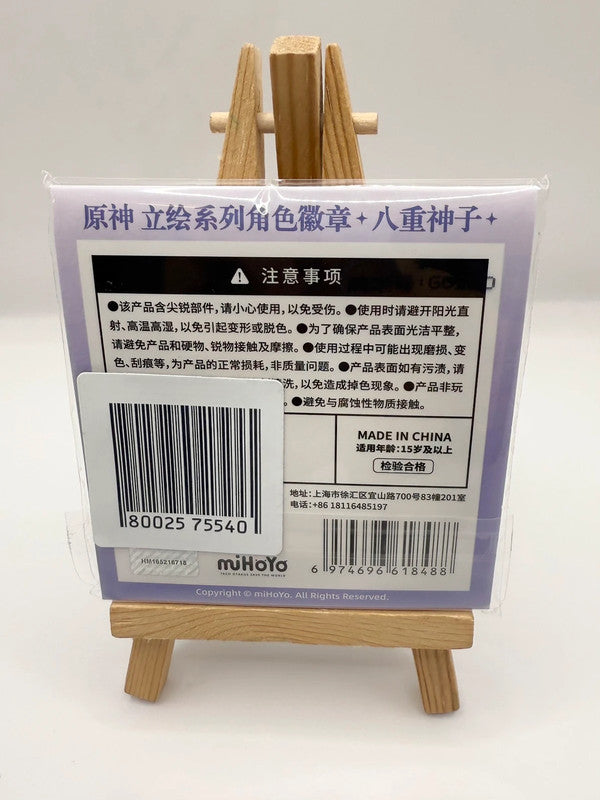 原神 立绘系列角色徽章✦八重神子✦
注意事项
●该产品含尖锐部件,请小心使用,以免受伤。●使用时请避开阳光直
射、高温高湿,以免引起变形或脱色。●为了确保产品表面光洁平整,
请避免产品和硬物、锐物接触及摩擦。●使用过程中可能出现磨损、变
色、刮痕等,为产品的正常损耗,非质量问题。●产品表面如有污渍,请
洗,以免造成掉色现象。●产品非玩
。●避免与腐蚀性物质接触。
MADE IN CHINA
适用年龄:15岁及以上
检验合格
地址:上海市徐汇区宜山路700号83幢201室
电话:+86 18116485197
80025 75540
HM165216718
miHoYo
TECH OTAKUS SAVE THE WORLD
6 974696 618488
Copyright © miHoYo. All Rights Reserved.